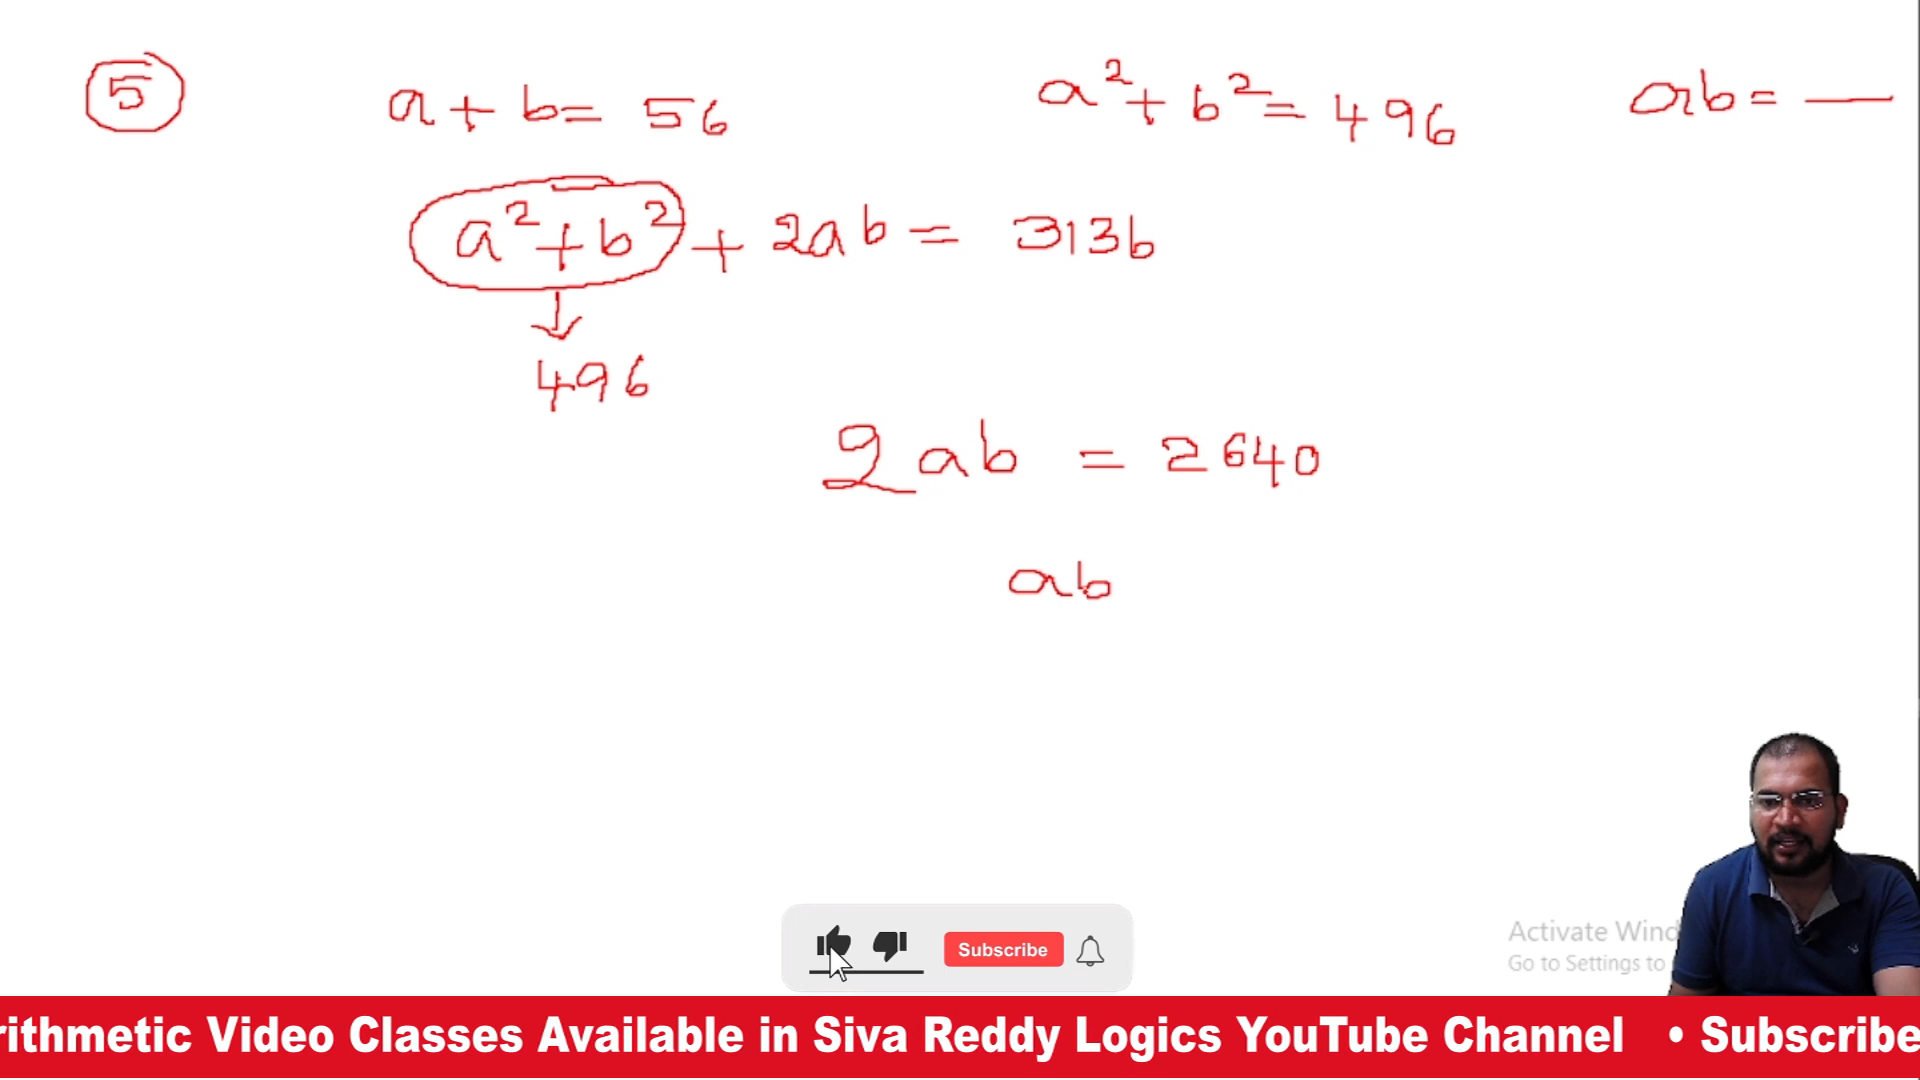 5 a + b = 56 a² + b² = 496 ab = —
a² + b² + 2ab = 3136
496
2ab = 2640
ab
Subscribe
Activate Wind
Go to Settings to
rithmetic Video Classes Available in Siva Reddy Logics YouTube Channel • Subscribe